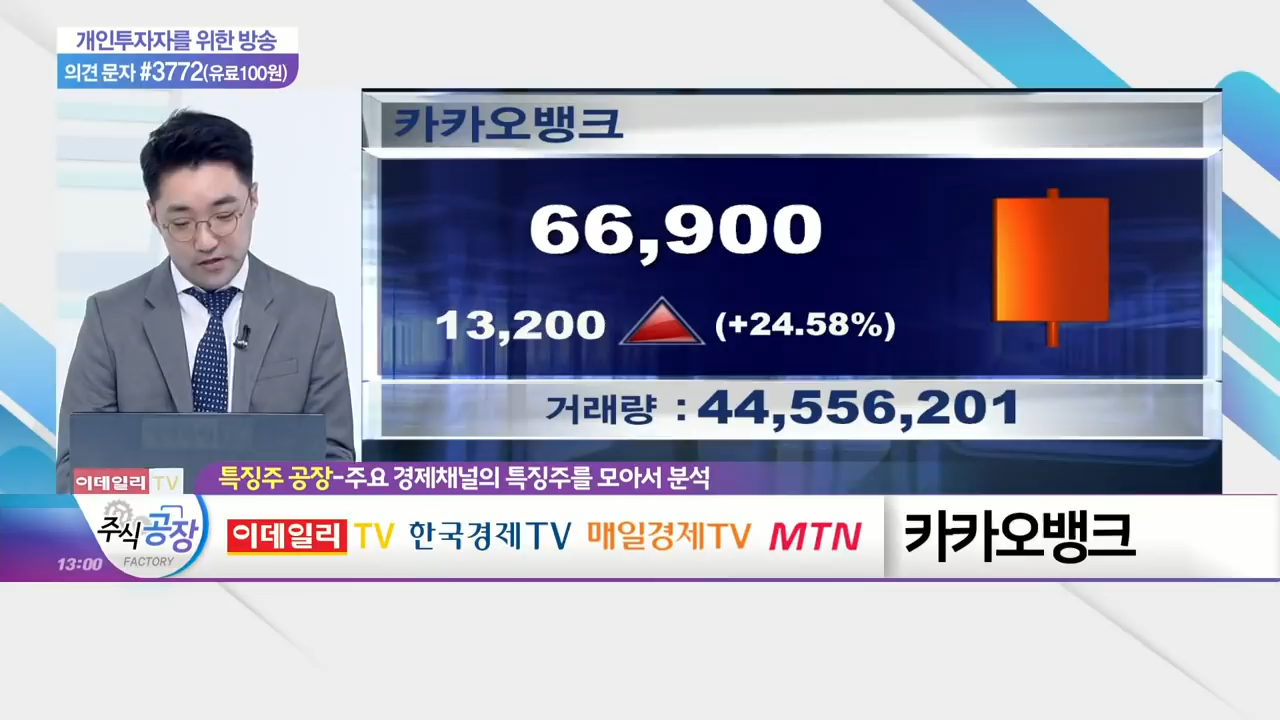 개인투자자를 위한 방송
의견 문자 #3772(유료100원)
카카오뱅크
66,900
13,200 (+24.58%)
거래량 : 44,556,201
이데일리 TV
특징주 공장-주요 경제채널의 특징주를 모아서 분석
주식공장
FACTORY
13:00
이데일리 TV 한국경제TV 매일경제TV MTN
카카오뱅크